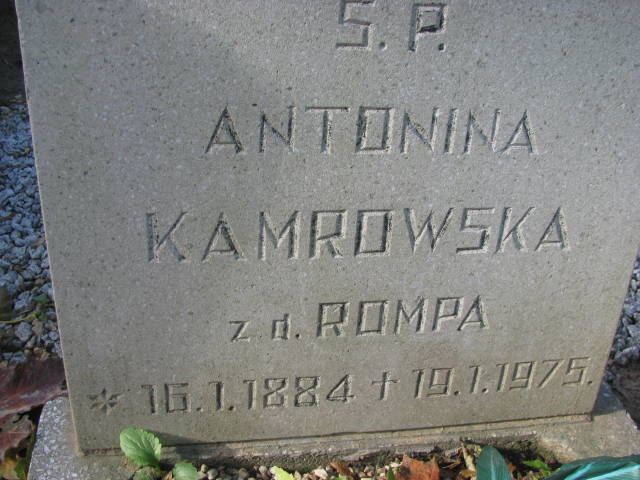 Ś. P.
ANTONINA
KAMROWSKA
z d. ROMPA
* 16.1.1884 † 19.1.1975.